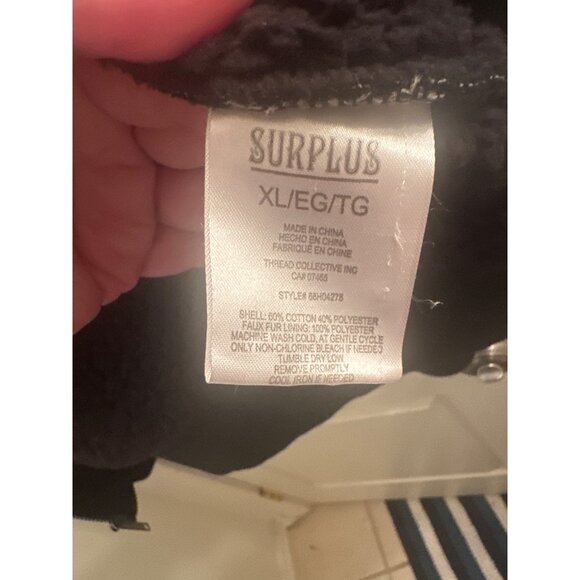 SURPLUS
XL/EG/TG
MADE IN CHINA
HECHO EN CHINA
FABRIQUÉ EN CHINE
THREAD COLLECTIVE INC
CA# 07465
STYLE# 68H04278
SHELL: 60% COTTON 40% POLYESTER
FAUX FUR LINING: 100% POLYESTER
MACHINE WASH COLD, AT GENTLE CYCLE
ONLY NON-CHLORINE BLEACH IF NEEDED
TUMBLE DRY LOW
REMOVE PROMPTLY
COOL IRON IF NEEDED